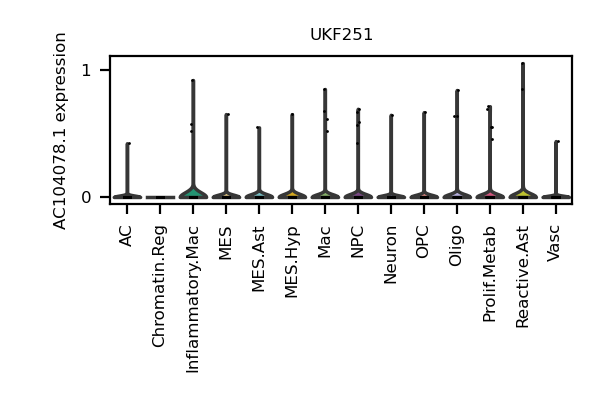 UKF251
AC104078.1 expression
1
0
AC
Chromatin.Reg
Inflammatory.Mac
MES
MES.Ast
MES.Hyp
Mac
NPC
Neuron
OPC
Oligo
Prolif.Metab
Reactive.Ast
Vasc